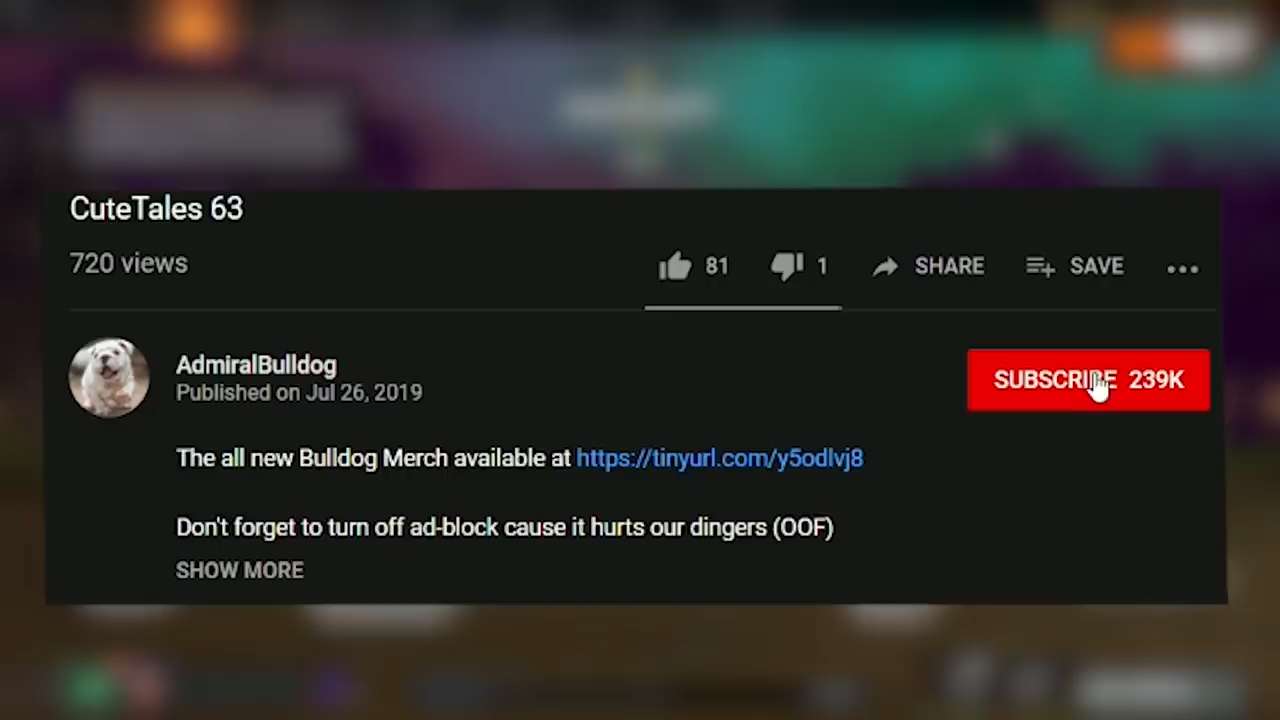 CuteTales 63
720 views
81 1 SHARE SAVE
AdmiralBulldog
Published on Jul 26, 2019
SUBSCRIBE 239K
The all new Bulldog Merch available at https://tinyurl.com/y5odlvj8
Don't forget to turn off ad-block cause it hurts our dingers (OOF)
SHOW MORE